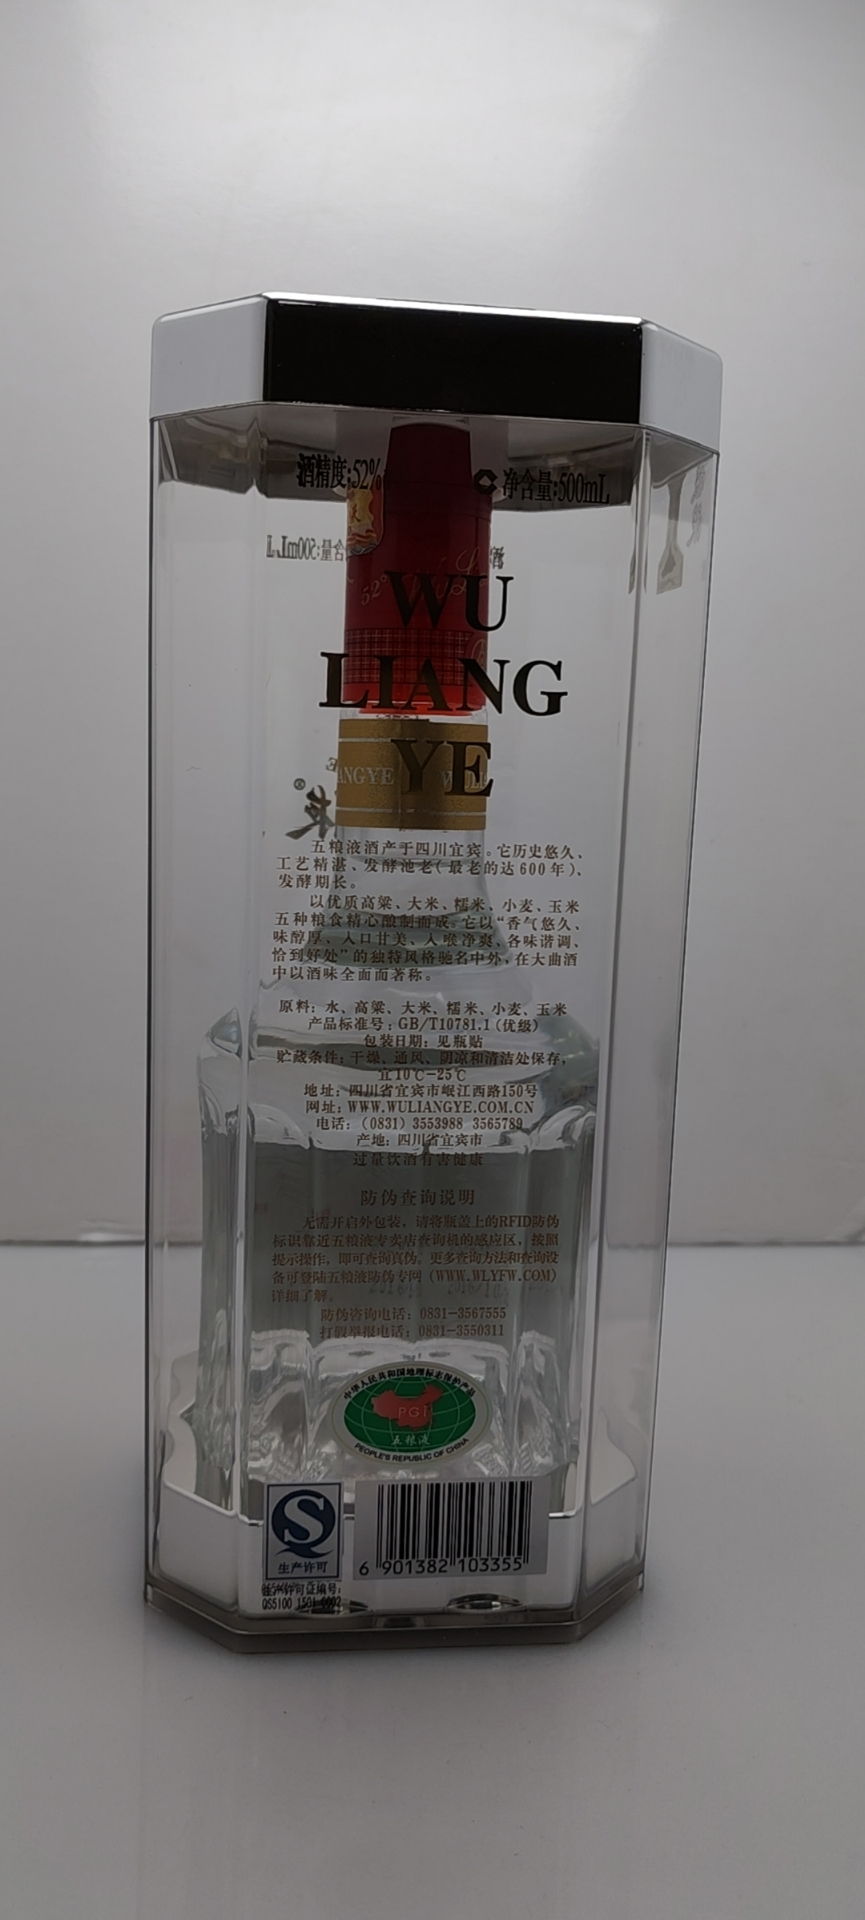 酒精度:52% 净含量:500mL
52°
WU
LIANG
YE
ANGYE
五粮液酒产于四川宜宾。它历史悠久、
工艺精湛、发酵池老(最老的达600年)、
发酵期长。
以优质高粱、大米、糯米、小麦、玉米
五种粮食精心酿制而成。它以“香气悠久、
味醇厚、入口甘美、入喉净爽、各味谐调、
恰到好处”的独特风格驰名中外,在大曲酒
中以酒味全面而著称。
原料: 水、高粱、大米、糯米、小麦、玉米
产品标准号: GB/T10781.1(优级)
包装日期: 见瓶贴
贮藏条件: 干燥、通风、阴凉和清洁处保存,
宜10℃-25℃
地址: 四川省宜宾市岷江西路150号
网址: WWW.WULIANGYE.COM.CN
电话: (0831) 3553988 3565789
产地: 四川省宜宾市
过量饮酒有害健康
防伪查询说明
无需开启外包装, 请将瓶盖上的RFID防伪
标识靠近五粮液专卖店查询机的感应区, 按照
提示操作, 即可查询真伪。更多查询方法和查询设
备可登陆五粮液防伪专网 (WWW.WLYFW.COM)
详细了解。
防伪咨询电话: 0831-3567555
打假举报电话: 0831-3550311
中华人民共和国地理标志保护产品
PGI
五粮液
PEOPLE'S REPUBLIC OF CHINA
S
生产许可
6 901382 103355
生产许可证编号:
QS5100 1501 0002